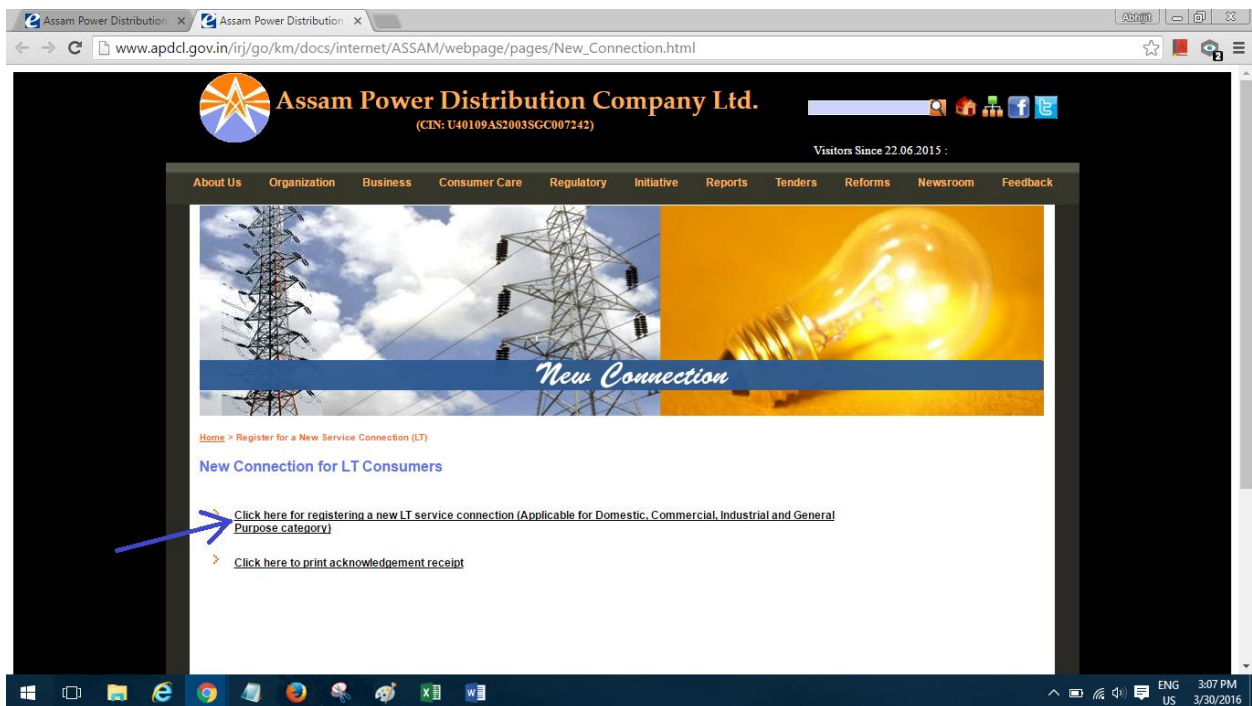 Assam Power Distribution
Assam Power Distribution
Abhijit
www.apdcl.gov.in/irj/go/km/docs/internet/ASSAM/webpage/pages/New_Connection.html
2
Assam Power Distribution Company Ltd.
(CIN: U40109AS2003SGC007242)
Visitors Since 22.06.2015 :
About Us Organization Business Consumer Care Regulatory Initiative Reports Tenders Reforms Newsroom Feedback
New Connection
Home > Register for a New Service Connection (LT)
New Connection for LT Consumers
Click here for registering a new LT service connection (Applicable for Domestic, Commercial, Industrial and General
Purpose category)
Click here to print acknowledgement receipt
ENG 3:07 PM
US 3/30/2016